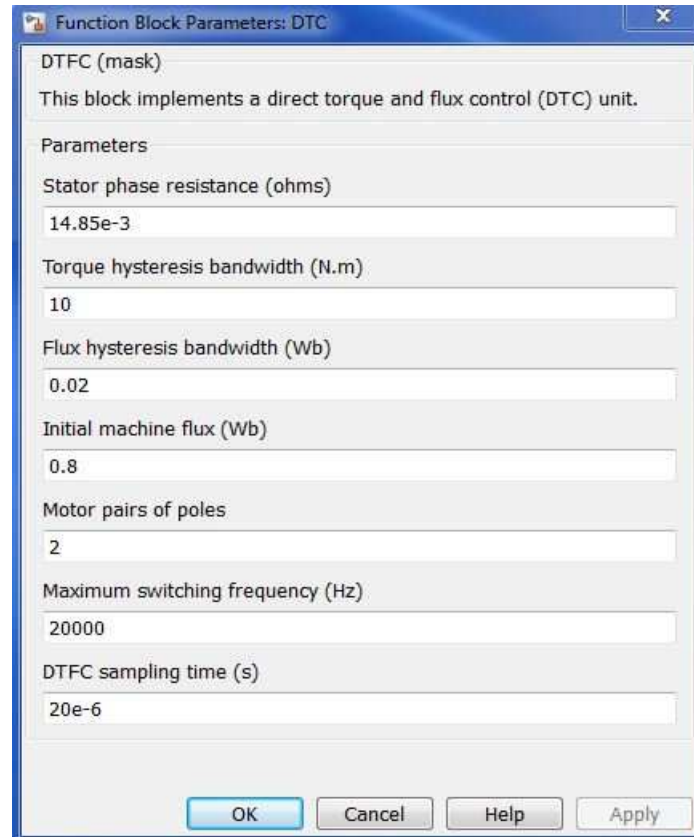 Function Block Parameters: DTC
DTFC (mask)
This block implements a direct torque and flux control (DTC) unit.
Parameters
Stator phase resistance (ohms)
14.85e-3
Torque hysteresis bandwidth (N.m)
10
Flux hysteresis bandwidth (Wb)
0.02
Initial machine flux (Wb)
0.8
Motor pairs of poles
2
Maximum switching frequency (Hz)
20000
DTFC sampling time (s)
20e-6
OK Cancel Help Apply